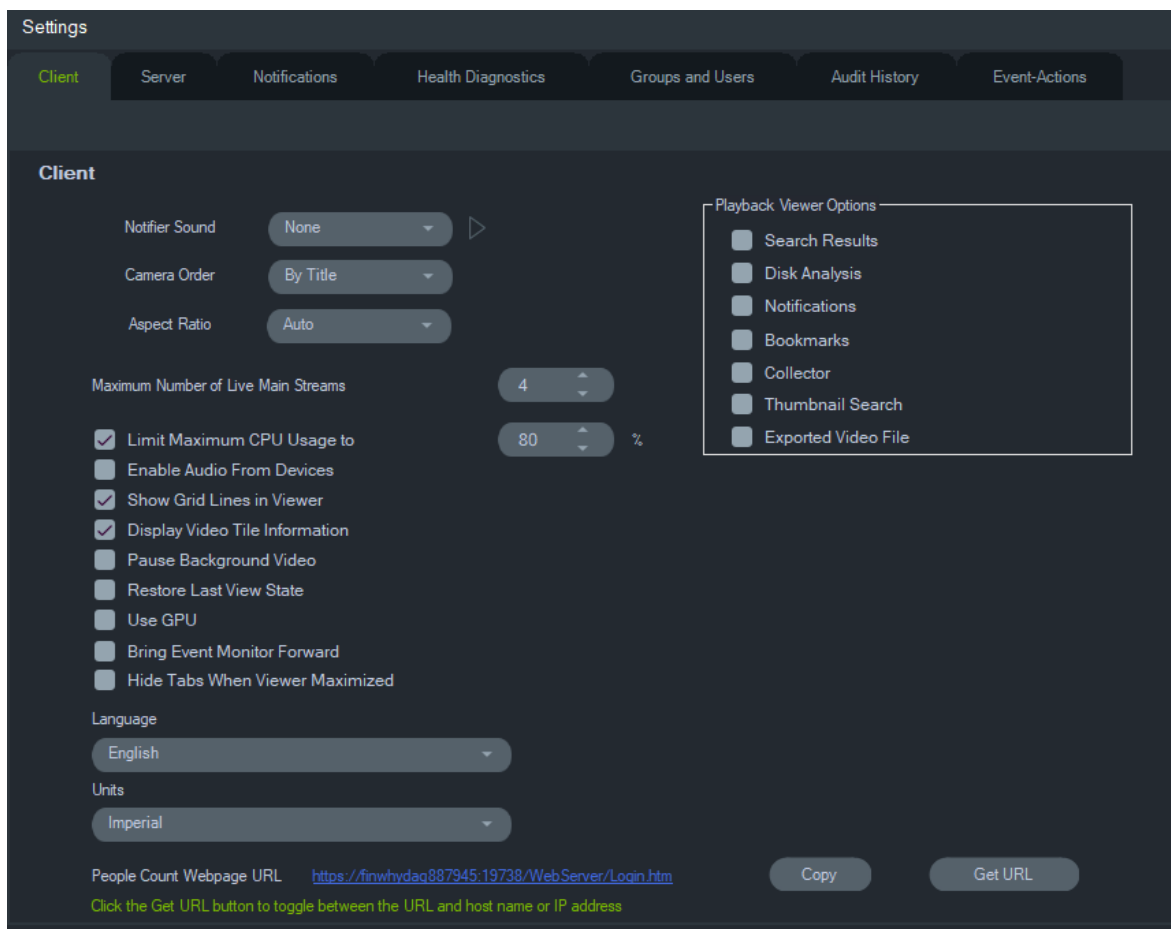 Settings
Client Server Notifications Health Diagnostics Groups and Users Audit History Event-Actions
Client
Notifier Sound None
Camera Order By Title
Aspect Ratio Auto
Maximum Number of Live Main Streams 4
Limit Maximum CPU Usage to 80 %
Enable Audio From Devices
Show Grid Lines in Viewer
Display Video Tile Information
Pause Background Video
Restore Last View State
Use GPU
Bring Event Monitor Forward
Hide Tabs When Viewer Maximized
Language
English
Units
Imperial
People Count Webpage URL https://finwhydaq887945:19738/WebServer/Login.htm Copy Get URL
Click the Get URL button to toggle between the URL and host name or IP address
Playback Viewer Options
Search Results
Disk Analysis
Notifications
Bookmarks
Collector
Thumbnail Search
Exported Video File